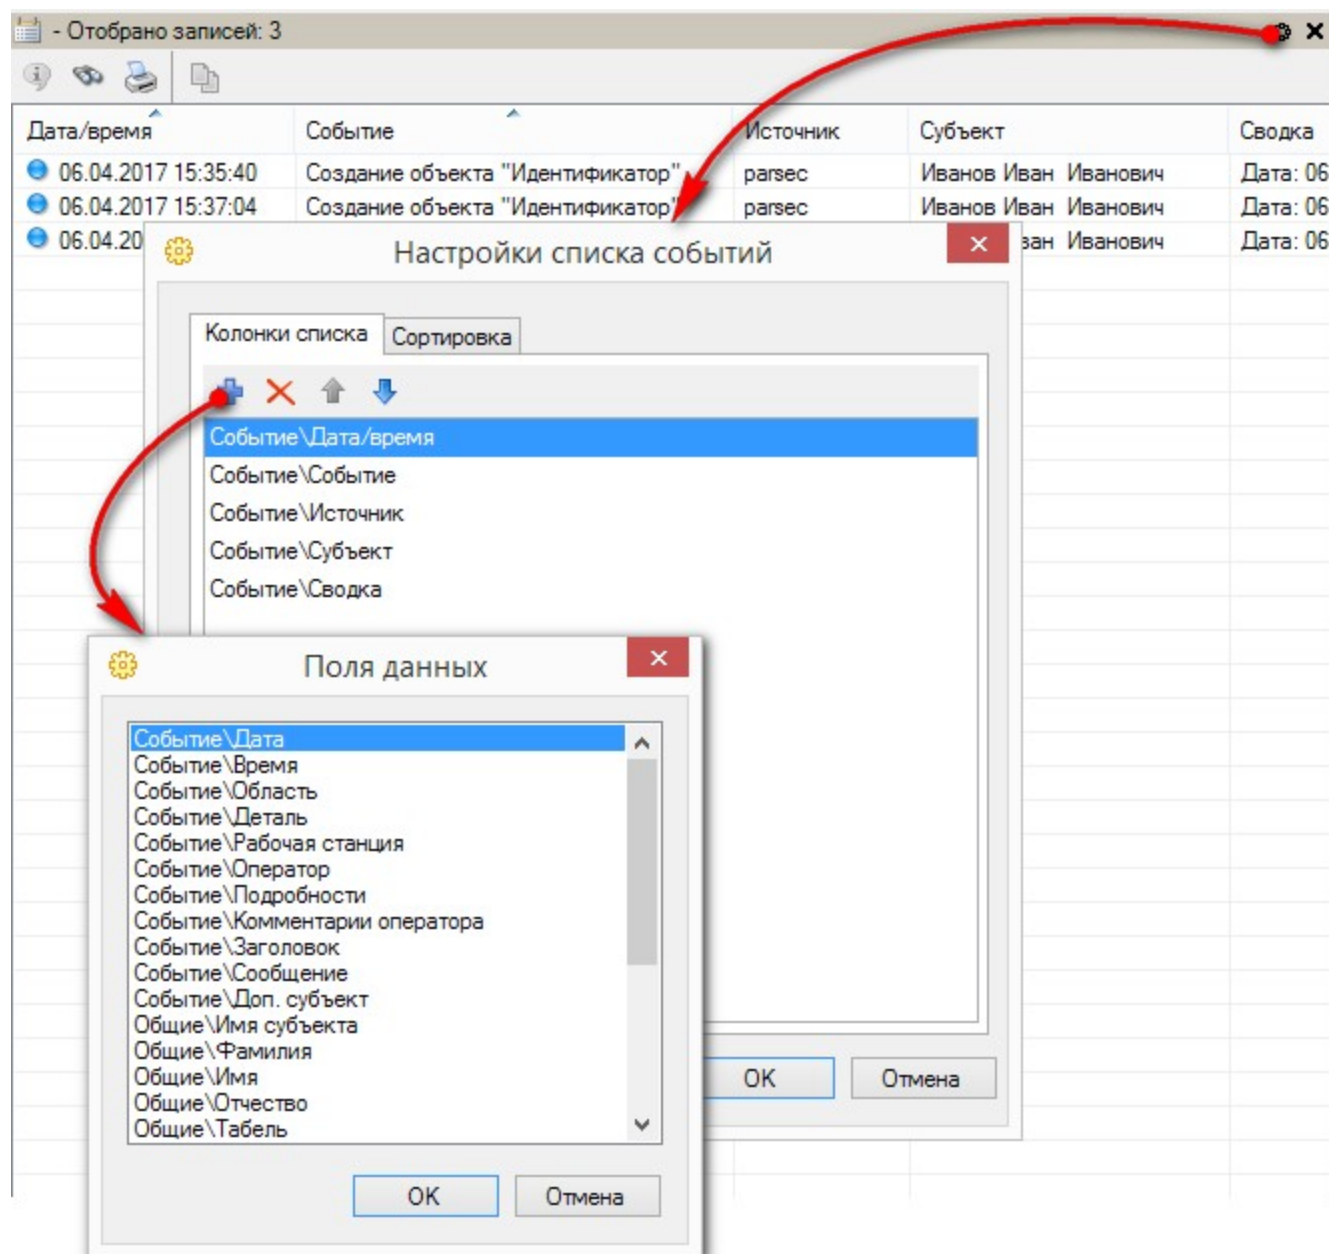 - Отобрано записей: 3
Дата/время Событие Источник Субъект Сводка
06.04.2017 15:35:40 Создание объекта "Идентификатор" parsec Иванов Иван Иванович Дата: 06
06.04.2017 15:37:04 Создание объекта "Идентификатор" parsec Иванов Иван Иванович Дата: 06
06.04.20 ван Иванович Дата: 06
Настройки списка событий
Колонки списка Сортировка
Событие\Дата/время
Событие\Событие
Событие\Источник
Событие\Субъект
Событие\Сводка
Поля данных
Событие\Дата
Событие\Время
Событие\Область
Событие\Деталь
Событие\Рабочая станция
Событие\Оператор
Событие\Подробности
Событие\Комментарии оператора
Событие\Заголовок
Событие\Сообщение
Событие\Доп. субъект
Общие\Имя субъекта
Общие\Фамилия
Общие\Имя
Общие\Отчество
Общие\Табель
OK Отмена
OK Отмена